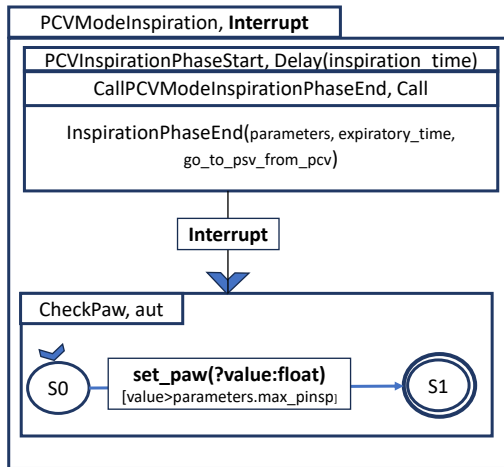 PCVModeInspiration, Interrupt
PCVInspirationPhaseStart, Delay(inspiration_time)
CallPCVModeInspirationPhaseEnd, Call
InspirationPhaseEnd(parameters, expiratory_time,
go_to_psv_from_pcv)
Interrupt
CheckPaw, aut
S0
set_paw(?value:float)
[value>parameters.max_pinsp]
S1